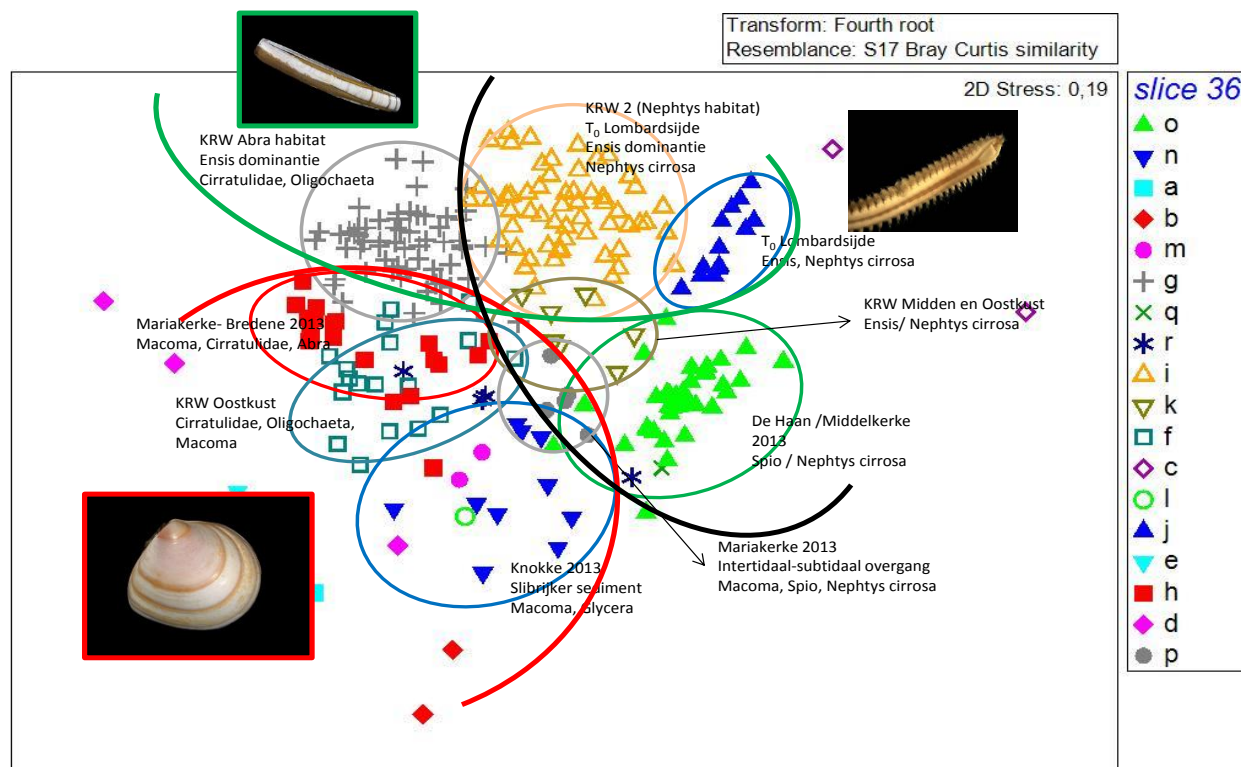 Transform: Fourth root
Resemblance: S17 Bray Curtis similarity
2D Stress: 0,19
slice 36
o
n
a
b
m
g
q
r
i
k
f
c
l
j
e
h
d
p
KRW Abra habitat
Ensis dominantie
Cirratulidae, Oligochaeta
KRW 2 (Nephtys habitat)
T₀ Lombardsijde
Ensis dominantie
Nephtys cirrosa
T₀ Lombardsijde
Ensis, Nephtys cirrosa
KRW Midden en Oostkust
Ensis/ Nephtys cirrosa
Mariakerke- Bredene 2013
Macoma, Cirratulidae, Abra
KRW Oostkust
Cirratulidae, Oligochaeta,
Macoma
De Haan /Middelkerke
2013
Spio / Nephtys cirrosa
Mariakerke 2013
Intertidaal-subtidaal overgang
Macoma, Spio, Nephtys cirrosa
Knokke 2013
Slibrijker sediment
Macoma, Glycera